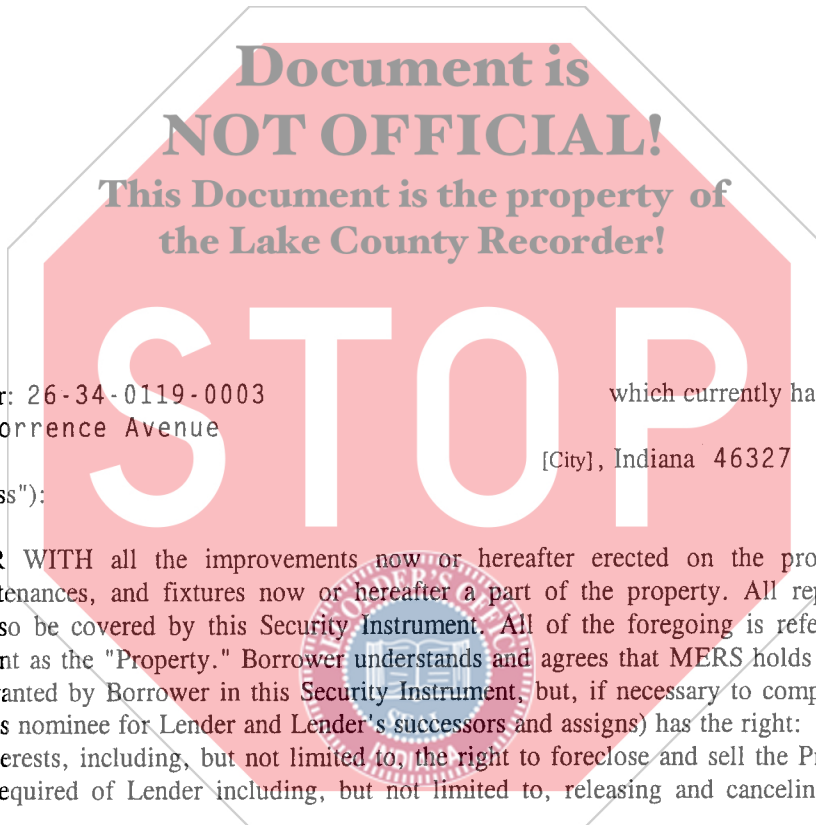 Document is
NOT OFFICIAL!
This Document is the property of
the Lake County Recorder!
STOP
r: 26-34-0119-0003 which currently ha
orrence Avenue
[City], Indiana 46327
ss"):
R WITH all the improvements now or hereafter erected on the pro
tenances, and fixtures now or hereafter a part of the property. All rep
so be covered by this Security Instrument. All of the foregoing is refe
nt as the "Property." Borrower understands and agrees that MERS holds
anted by Borrower in this Security Instrument, but, if necessary to comp
s nominee for Lender and Lender's successors and assigns) has the right:
erests, including, but not limited to, the right to foreclose and sell the Pr
equired of Lender including, but not limited to, releasing and cancelin
RECORDER'S OFFICE
INDIANA